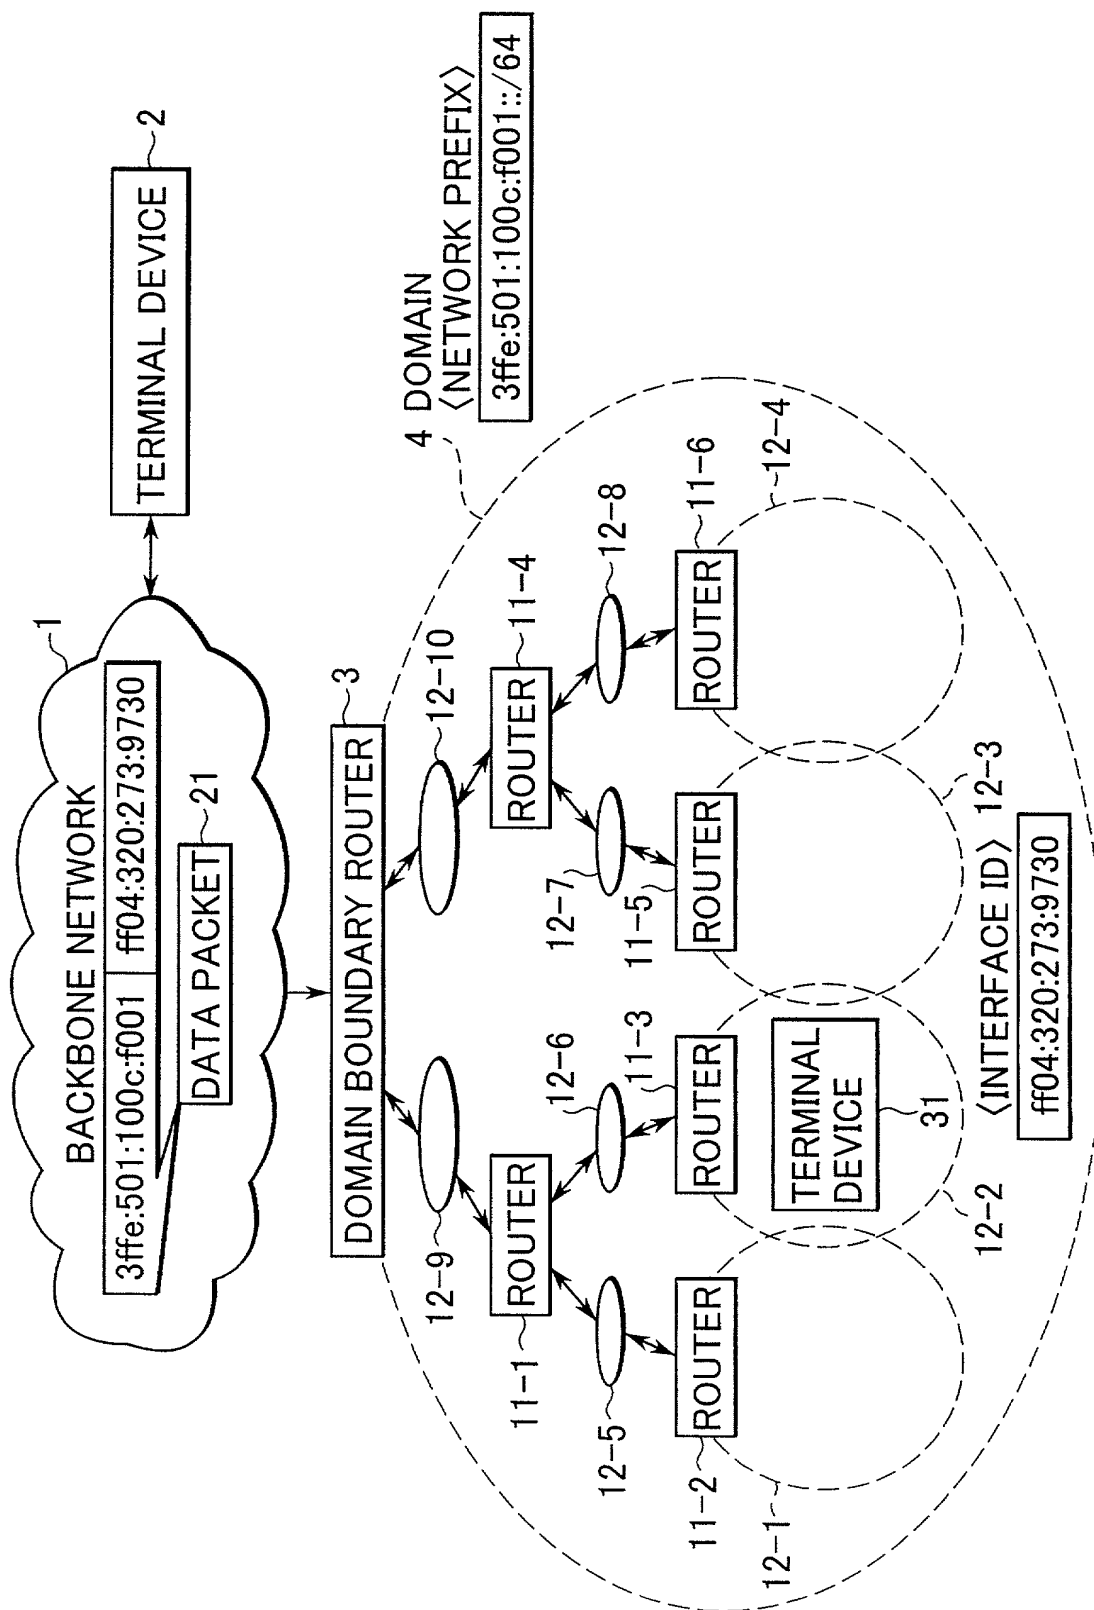 BACKBONE NETWORK
1
3ffe:501:100c:f001 ff04:320:273:9730
DATA PACKET
21
TERMINAL DEVICE
2
DOMAIN BOUNDARY ROUTER
3
4 DOMAIN
〈NETWORK PREFIX〉
3ffe:501:100c:f001::/64
12-9
12-10
ROUTER
11-1
ROUTER
11-4
12-5
12-6
12-7
12-8
11-2
ROUTER
11-3
ROUTER
11-5
ROUTER
11-6
ROUTER
12-1
TERMINAL
DEVICE
31
12-2
12-3
12-4
〈INTERFACE ID〉
ff04:320:273:9730